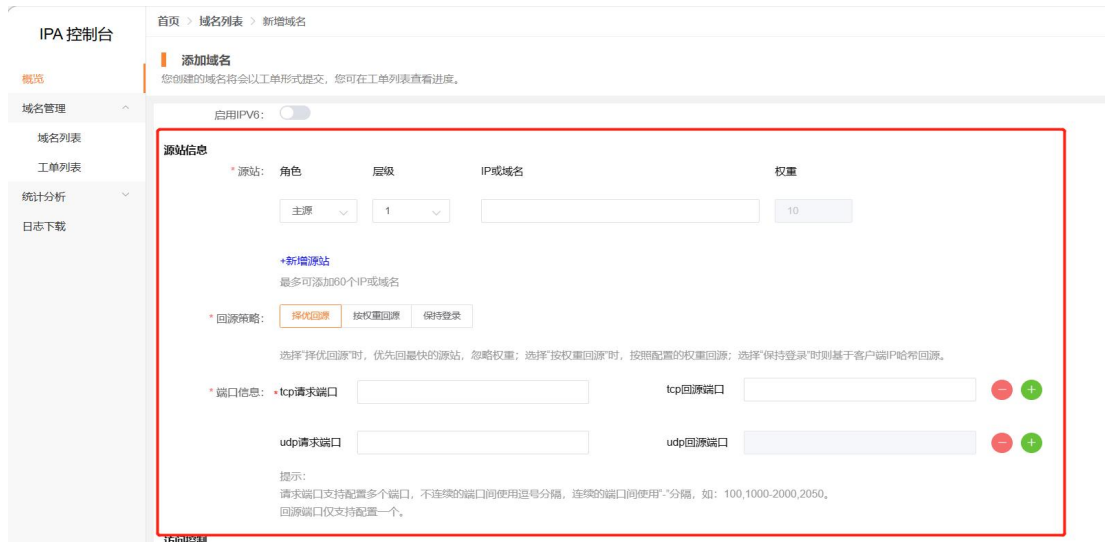 IPA 控制台
首页 > 域名列表 > 新增域名
添加域名
您创建的域名将会以工单形式提交，您可在工单列表查看进度。
概览
域名管理
域名列表
工单列表
统计分析
日志下载
启用IPV6：
源站信息
* 源站： 角色 层级 IP或域名 权重
主源 1 10
+新增源站
最多可添加60个IP或域名
* 回源策略： 择优回源 按权重回源 保持登录
选择"择优回源"时，优先回最快的源站，忽略权重；选择"按权重回源"时，按照配置的权重回源；选择"保持登录"时则基于客户端IP哈希回源。
* 端口信息： * tcp请求端口 tcp回源端口
udp请求端口 udp回源端口
提示：
请求端口支持配置多个端口，不连续的端口间使用逗号分隔，连续的端口间使用"-"分隔，如：100,1000-2000,2050。
回源端口仅支持配置一个。
访问控制